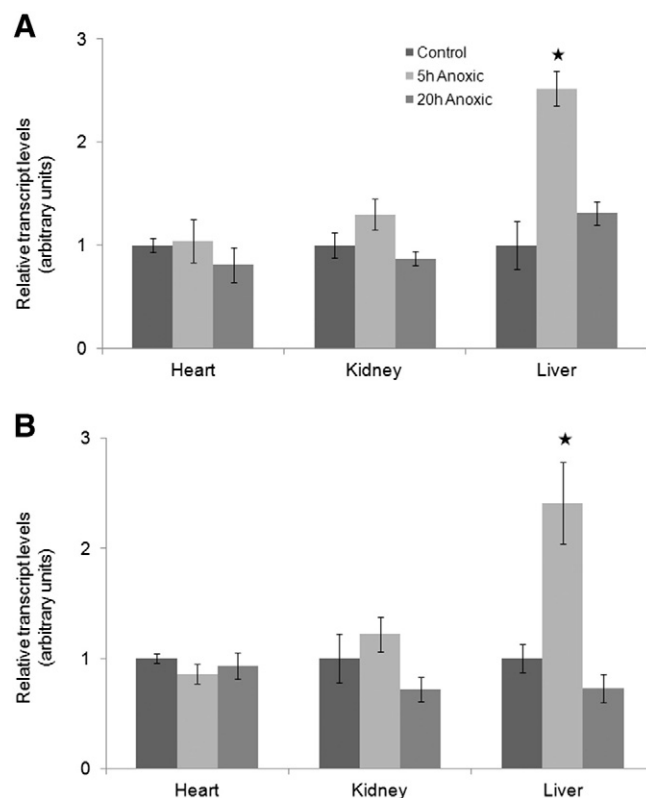 A
3
2
1
0
Relative transcript levels
(arbitrary units)
Control
5h Anoxic
20h Anoxic
★
Heart Kidney Liver
B
3
2
1
0
Relative transcript levels
(arbitrary units)
★
Heart Kidney Liver